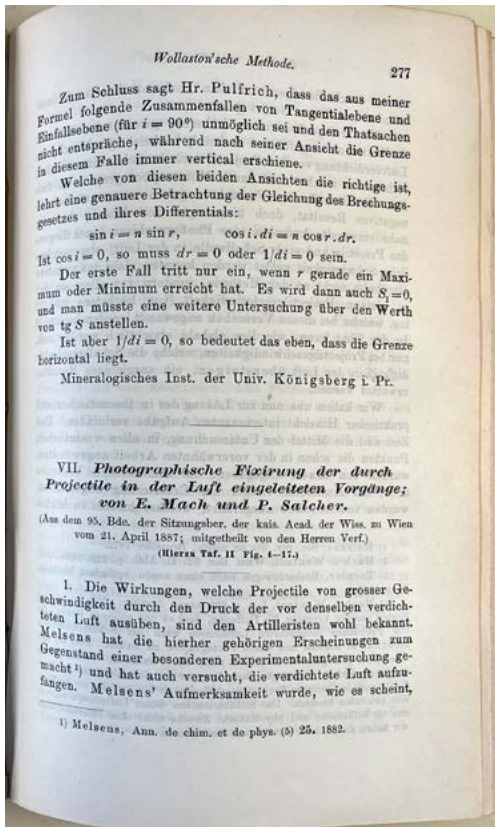 Wollaston'sche Methode.
277
Zum Schluss sagt Hr. Pulfrich, dass das aus meiner
Formel folgende Zusammenfallen von Tangentialebene und
Einfallsebene (für i = 90°) unmöglich sei und den Thatsachen
nicht entspräche, während nach seiner Ansicht die Grenze
in diesem Falle immer vertical erschiene.
Welche von diesen beiden Ansichten die richtige ist,
lehrt eine genauere Betrachtung der Gleichung des Brechungs-
gesetzes und ihres Differentials:
sin i = n sin r, cos i . di = n cos r . dr.
Ist cos i = 0, so muss dr = 0 oder 1/di = 0 sein.
Der erste Fall tritt nur ein, wenn r gerade ein Maxi-
mum oder Minimum erreicht hat. Es wird dann auch S₁ = 0,
und man müsste eine weitere Untersuchung über den Werth
von tg S anstellen.
Ist aber 1/di = 0, so bedeutet das eben, dass die Grenze
horizontal liegt.
Mineralogisches Inst. der Univ. Königsberg i. Pr.
VII. Photographische Fixirung der durch
Projectile in der Luft eingeleiteten Vorgänge;
von E. Mach und P. Salcher.
(Aus dem 95. Bde. der Sitzungsber. der kais. Acad. der Wiss. zu Wien
vom 21. April 1887; mitgetheilt von den Herren Verf.)
(Hierzu Taf. II Fig. 4—17.)
1. Die Wirkungen, welche Projectile von grosser Ge-
schwindigkeit durch den Druck der vor denselben verdich-
teten Luft ausüben, sind den Artilleristen wohl bekannt.
Melsens hat die hierher gehörigen Erscheinungen zum
Gegenstand einer besonderen Experimentaluntersuchung ge-
macht¹) und hat auch versucht, die verdichtete Luft aufzu-
fangen. Melsens' Aufmerksamkeit wurde, wie es scheint,
1) Melsens, Ann. de chim. et de phys. (5) 25. 1882.